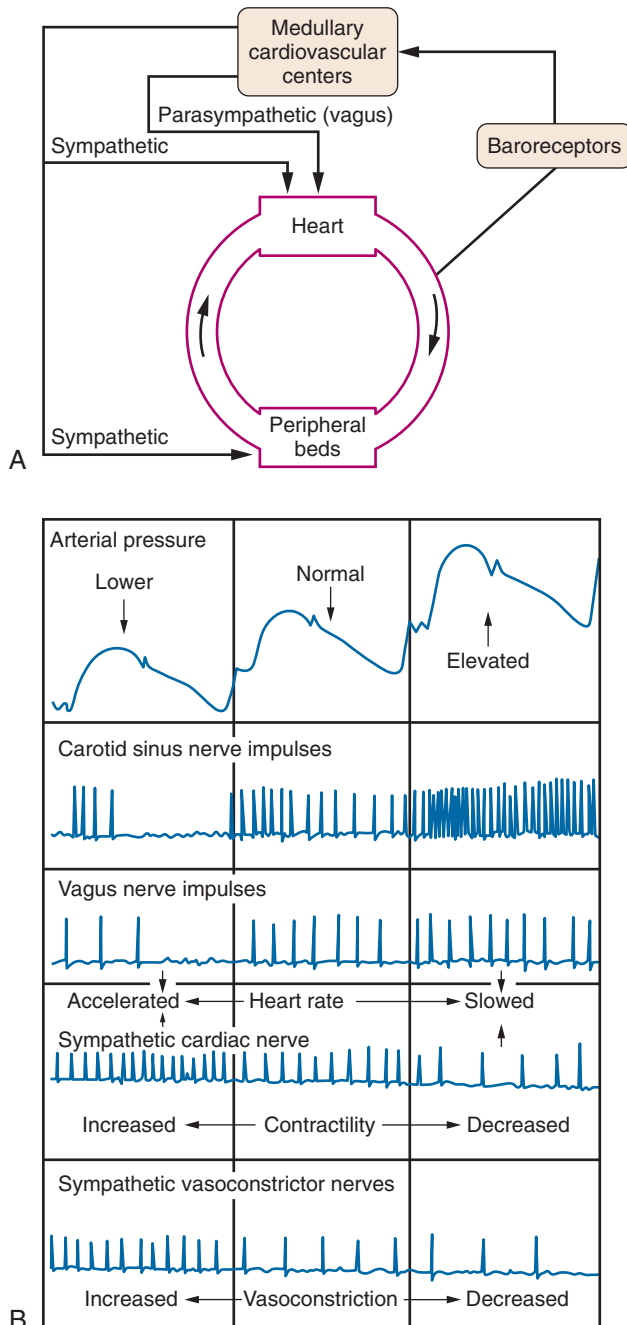 Medullary
cardiovascular
centers
Parasympathetic (vagus)
Baroreceptors
Sympathetic
Heart
Sympathetic
Peripheral
beds
A
Arterial pressure
Lower
Normal
Elevated
Carotid sinus nerve impulses
Vagus nerve impulses
Accelerated Heart rate Slowed
Sympathetic cardiac nerve
Increased Contractility Decreased
Sympathetic vasoconstrictor nerves
Increased Vasoconstriction Decreased
B